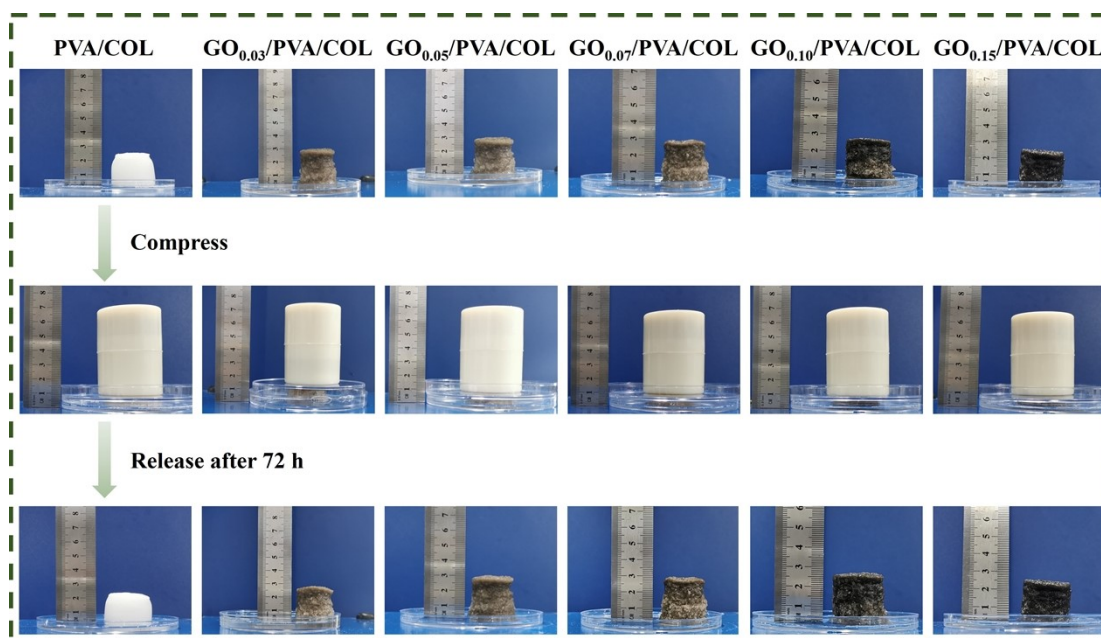 PVA/COL
GO0.03/PVA/COL
GO0.05/PVA/COL
GO0.07/PVA/COL
GO0.10/PVA/COL
GO0.15/PVA/COL
Compress
Release after 72 h